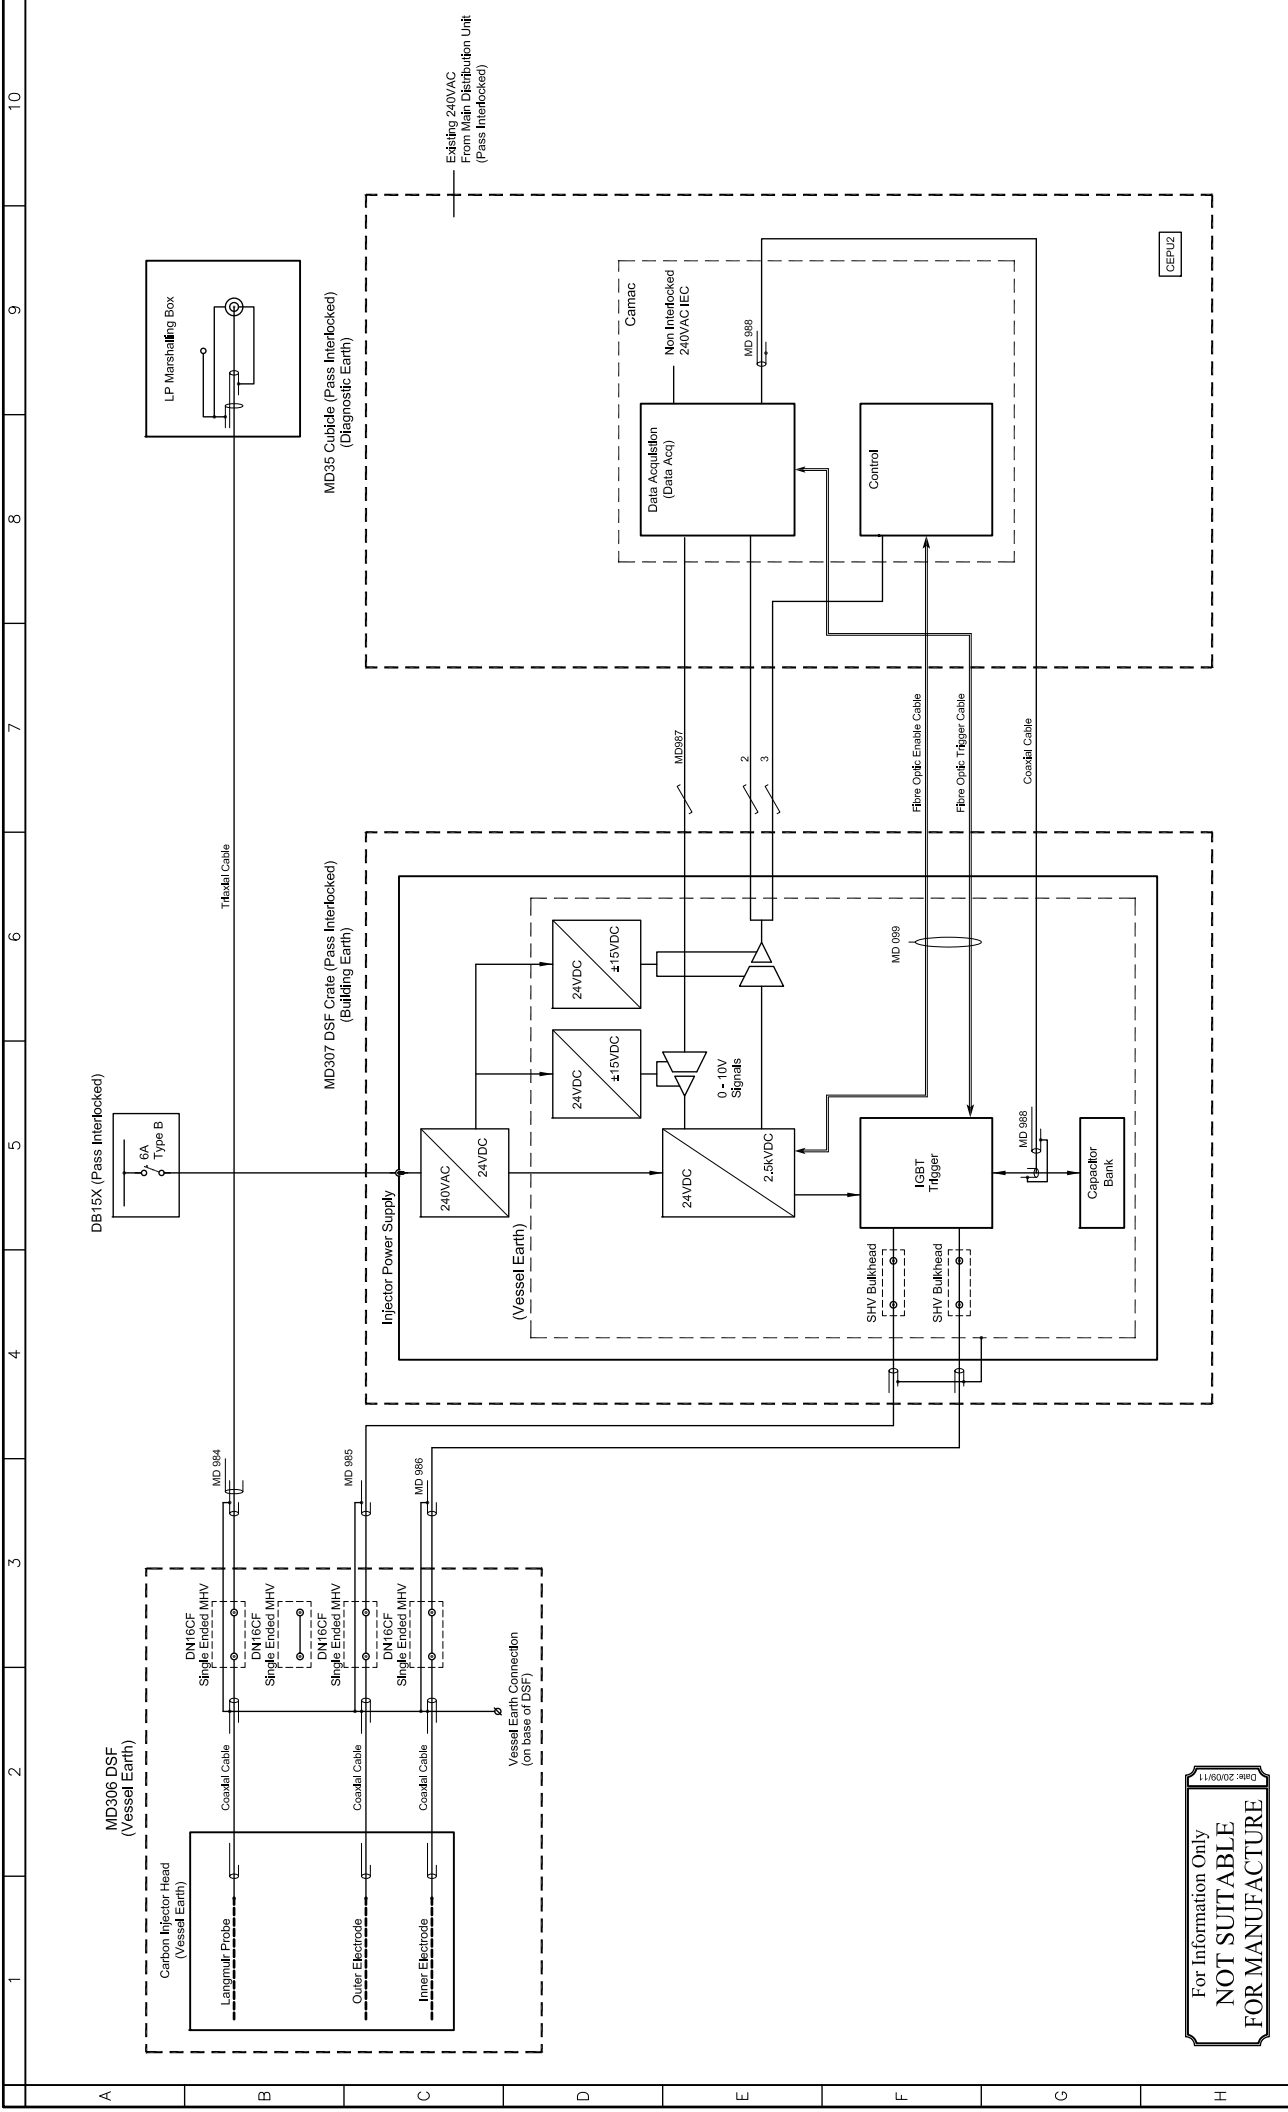 1
2
3
4
5
6
7
8
9
10
A
B
C
D
E
F
G
H
MD306 DSF
(Vessel Earth)
Carbon Injector Head
(Vessel Earth)
Langmuir Probe
Outer Electrode
Inner Electrode
Coaxial Cable
Coaxial Cable
Coaxial Cable
DN16CF
Single Ended MHV
DN16CF
Single Ended MHV
DN16CF
Single Ended MHV
DN16CF
Single Ended MHV
Vessel Earth Connection
(on base of DSF)
MD 984
MD 985
MD 986
Triaxial Cable
DB15X (Pass Interlocked)
6A
Type B
LP Marshalling Box
MD307 DSF Crate (Pass Interlocked)
(Building Earth)
Injector Power Supply
(Vessel Earth)
240VAC
24VDC
24VDC
±15VDC
24VDC
±15VDC
24VDC
2.5kVDC
0 - 10V
Signals
SHV Bulkhead
SHV Bulkhead
IGBT
Trigger
MD 099
MD 988
Capacitor
Bank
MD987
2
3
Fibre Optic Enable Cable
Fibre Optic Trigger Cable
Coaxial Cable
MD35 Cubicle (Pass Interlocked)
(Diagnostic Earth)
Camac
Data Acquistion
(Data Acq)
Control
Non Interlocked
240VAC IEC
MD 988
Existing 240VAC
From Main Distribution Unit
(Pass Interlocked)
CEPU2
For Information Only
NOT SUITABLE
FOR MANUFACTURE
Date: 20/09/11